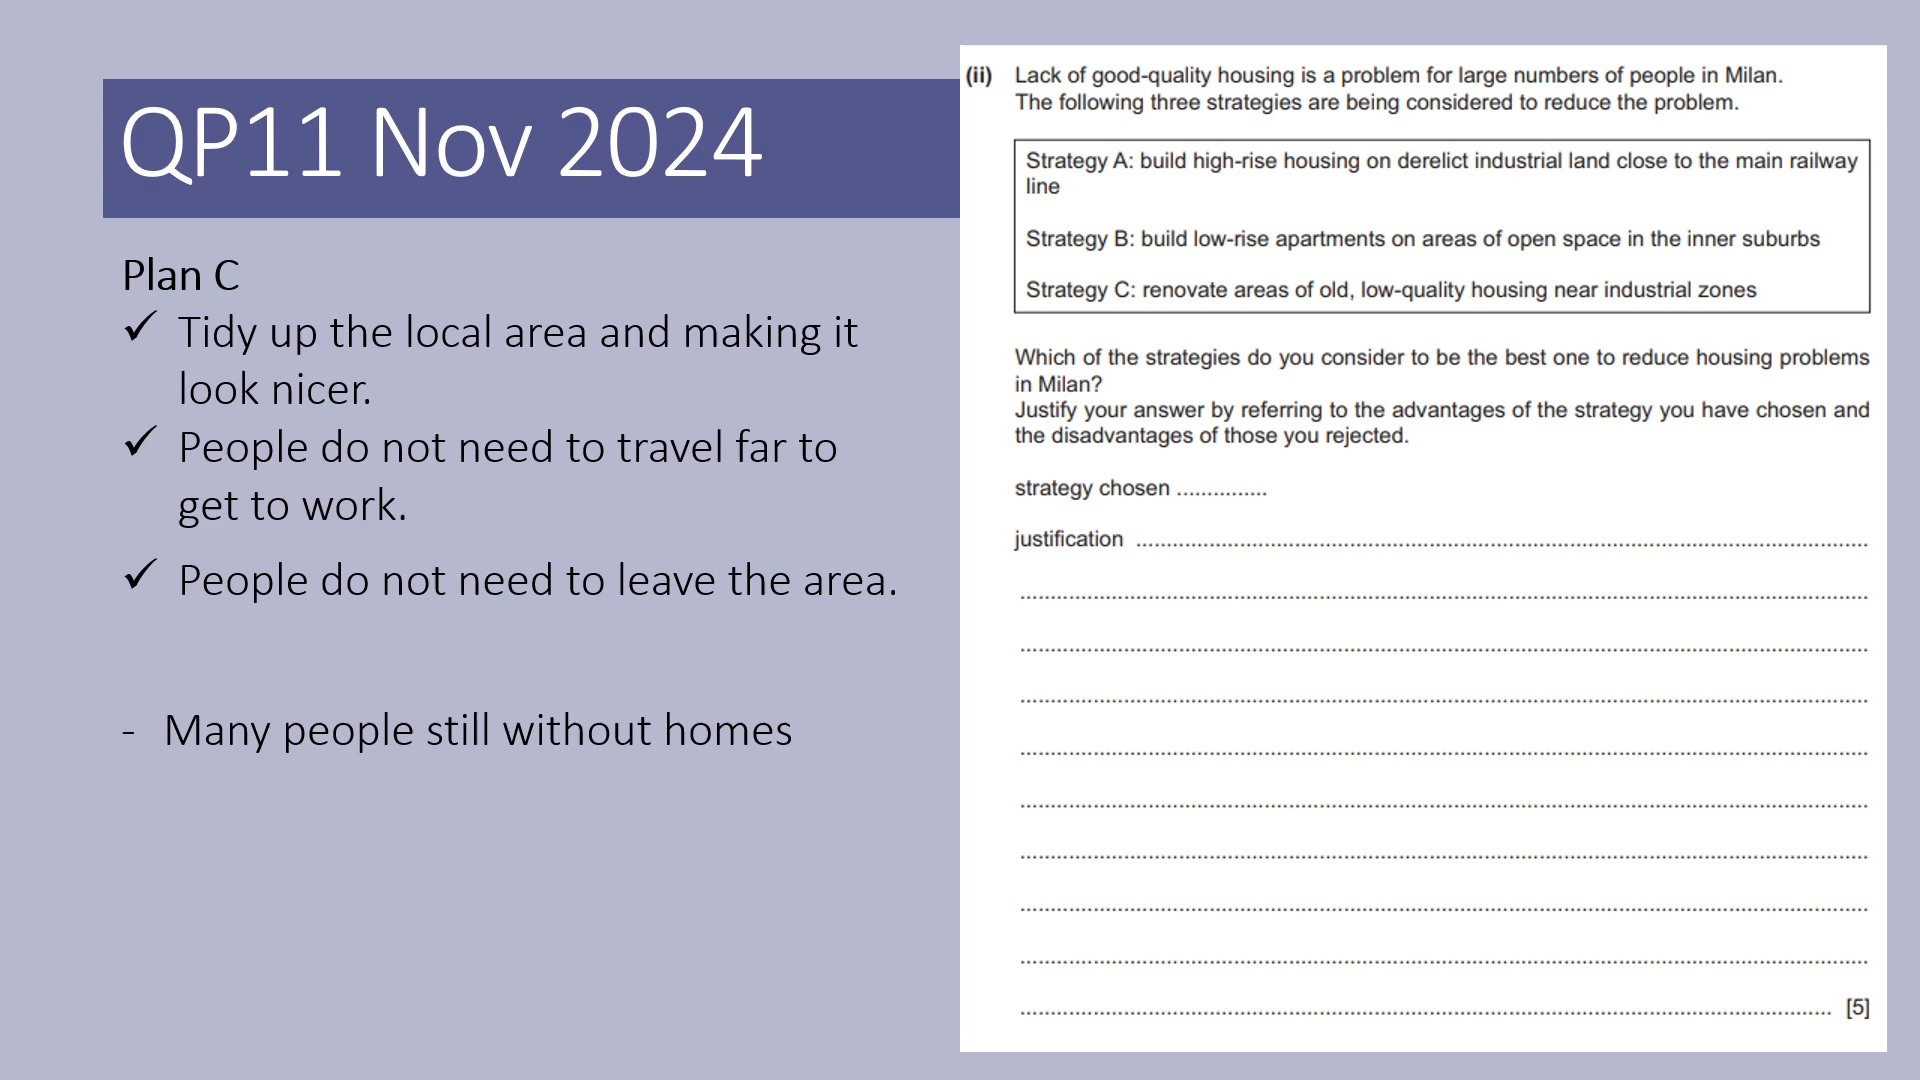 QP11 Nov 2024
Plan C
✓ Tidy up the local area and making it
look nicer.
✓ People do not need to travel far to
get to work.
✓ People do not need to leave the area.
- Many people still without homes
(ii) Lack of good-quality housing is a problem for large numbers of people in Milan.
The following three strategies are being considered to reduce the problem.
Strategy A: build high-rise housing on derelict industrial land close to the main railway
line
Strategy B: build low-rise apartments on areas of open space in the inner suburbs
Strategy C: renovate areas of old, low-quality housing near industrial zones
Which of the strategies do you consider to be the best one to reduce housing problems
in Milan?
Justify your answer by referring to the advantages of the strategy you have chosen and
the disadvantages of those you rejected.
strategy chosen ...............
justification ................................................................
[5]